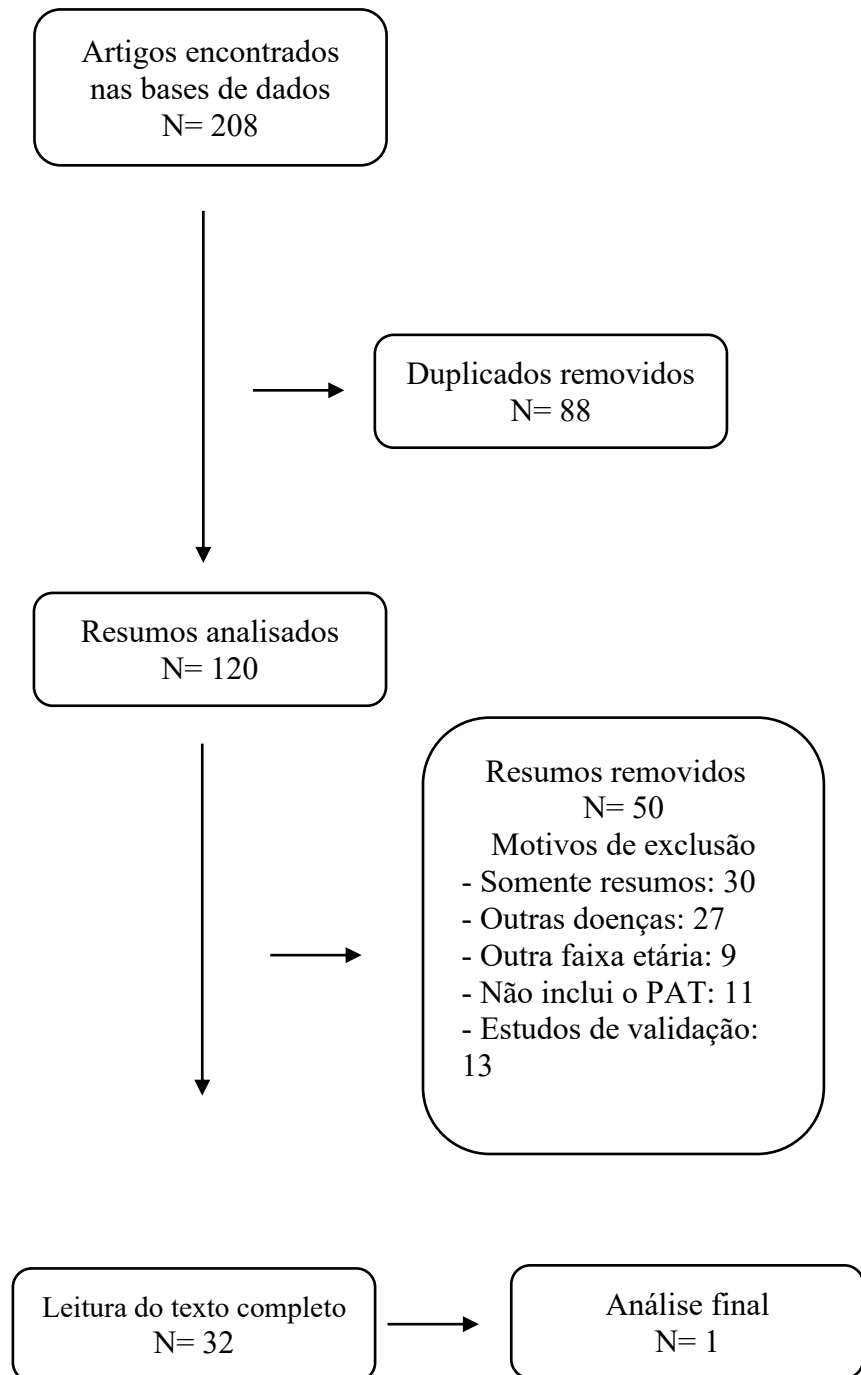 Artigos encontrados
nas bases de dados
N= 208
Duplicados removidos
N= 88
Resumos analisados
N= 120
Resumos removidos
N= 50
Motivos de exclusão
- Somente resumos: 30
- Outras doenças: 27
- Outra faixa etária: 9
- Não inclui o PAT: 11
- Estudos de validação:
13
Leitura do texto completo
N= 32
Análise final
N= 1